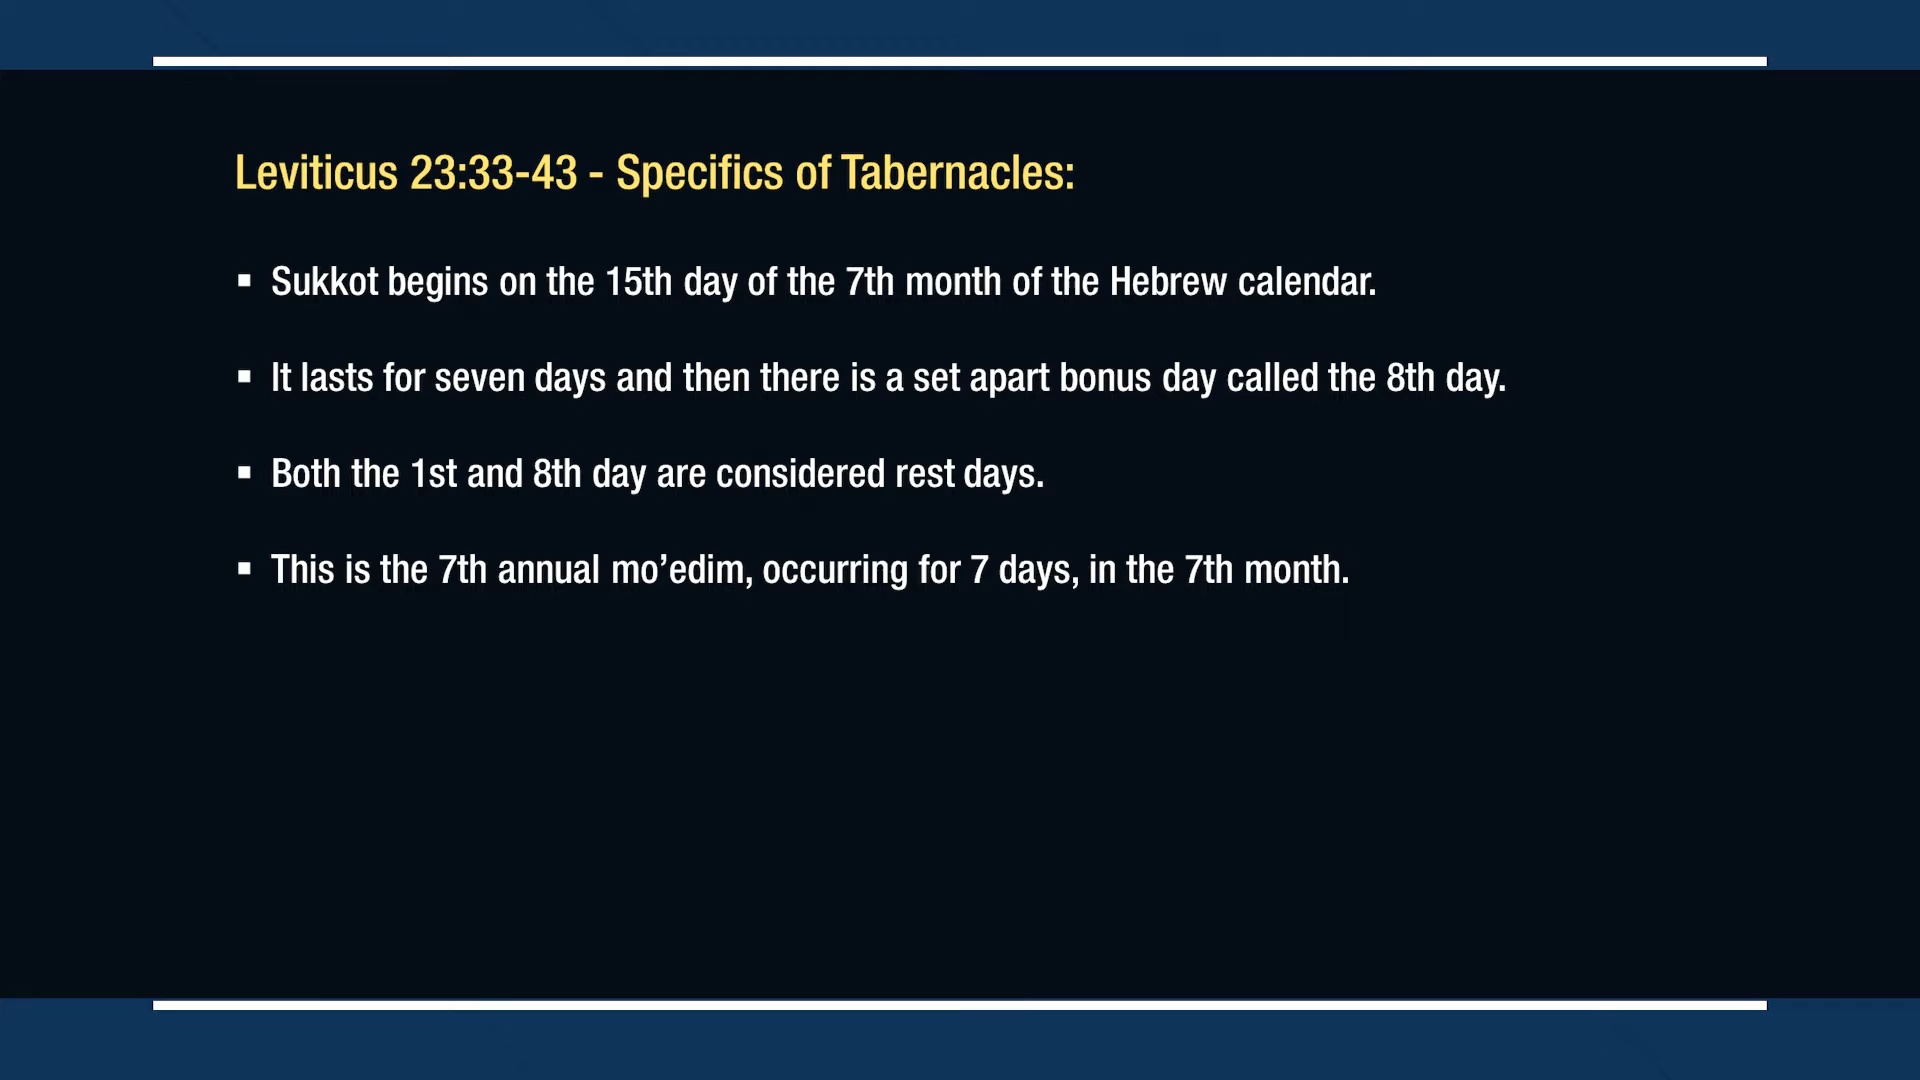 Leviticus 23:33-43 - Specifics of Tabernacles:
▪ Sukkot begins on the 15th day of the 7th month of the Hebrew calendar.
▪ It lasts for seven days and then there is a set apart bonus day called the 8th day.
▪ Both the 1st and 8th day are considered rest days.
▪ This is the 7th annual mo’edim, occurring for 7 days, in the 7th month.